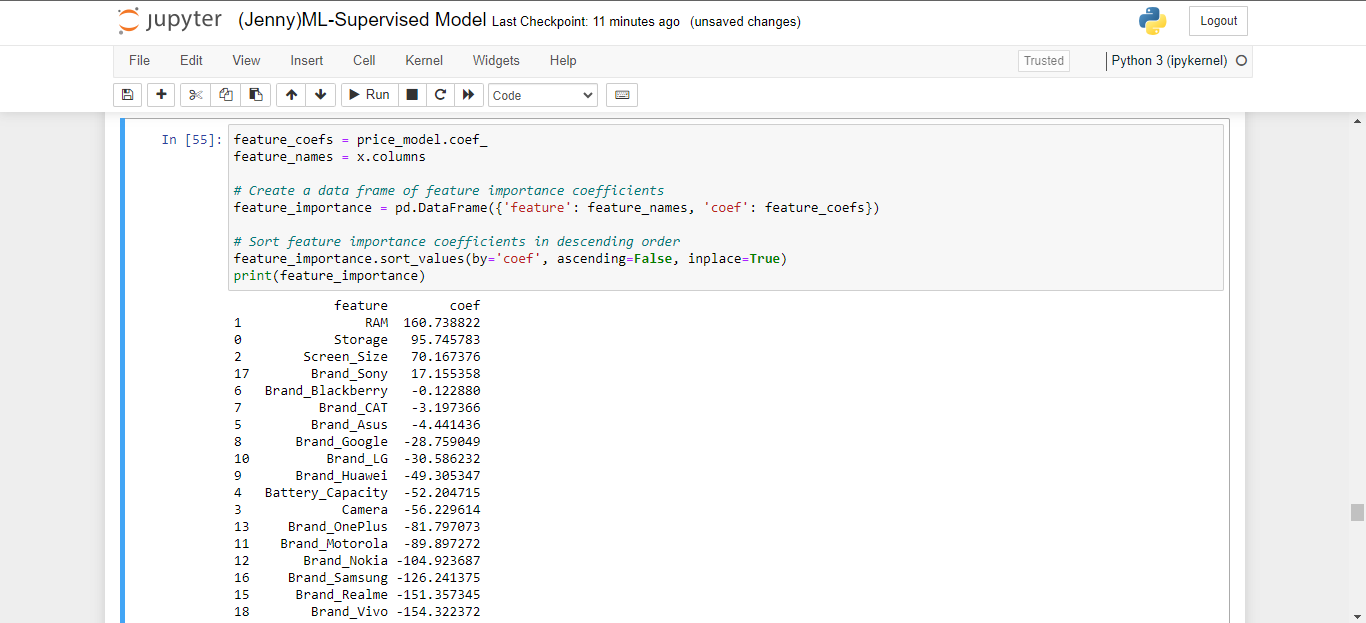 jupyter (Jenny)ML-Supervised Model Last Checkpoint: 11 minutes ago (unsaved changes) Logout
File Edit View Insert Cell Kernel Widgets Help Trusted Python 3 (ipykernel)
Run Code
In [55]: feature_coefs = price_model.coef_
feature_names = x.columns
# Create a data frame of feature importance coefficients
feature_importance = pd.DataFrame({'feature': feature_names, 'coef': feature_coefs})
# Sort feature importance coefficients in descending order
feature_importance.sort_values(by='coef', ascending=False, inplace=True)
print(feature_importance)
feature coef
1 RAM 160.738822
0 Storage 95.745783
2 Screen_Size 70.167376
17 Brand_Sony 17.155358
6 Brand_Blackberry -0.122880
7 Brand_CAT -3.197366
5 Brand_Asus -4.441436
8 Brand_Google -28.759049
10 Brand_LG -30.586232
9 Brand_Huawei -49.305347
4 Battery_Capacity -52.204715
3 Camera -56.229614
13 Brand_OnePlus -81.797073
11 Brand_Motorola -89.897272
12 Brand_Nokia -104.923687
16 Brand_Samsung -126.241375
15 Brand_Realme -151.357345
18 Brand_Vivo -154.322372